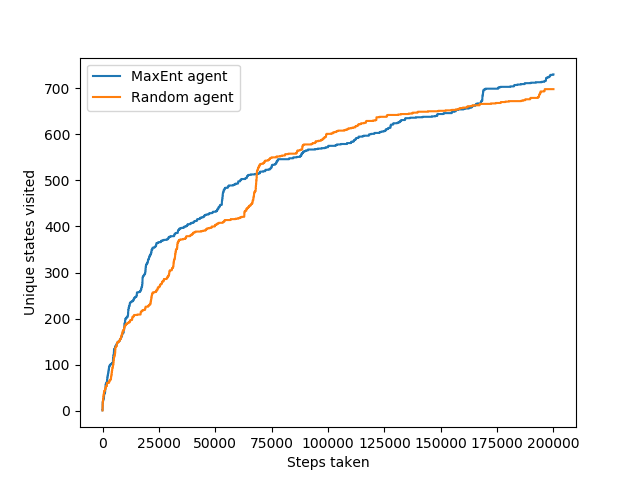 MaxEnt agent
Random agent
Unique states visited
700
600
500
400
300
200
100
0
0 25000 50000 75000 100000 125000 150000 175000 200000
Steps taken